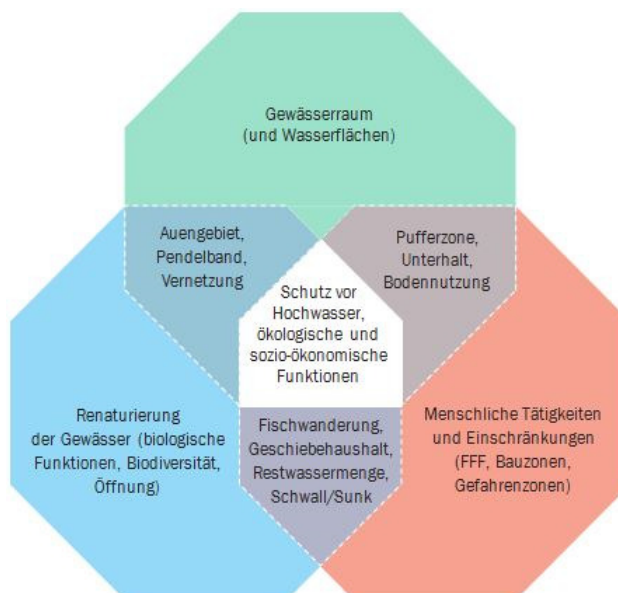 Gewässerraum
(und Wasserflächen)
Auengebiet,
Pendelband,
Vernetzung
Pufferzone,
Unterhalt,
Bodennutzung
Schutz vor
Hochwasser,
ökologische und
sozio-ökonomische
Funktionen
Renaturierung
der Gewässer (biologische
Funktionen, Biodiversität,
Öffnung)
Fischwanderung,
Geschiebehaushalt,
Restwassermenge,
Schwall/Sunk
Menschliche Tätigkeiten
und Einschränkungen
(FFF, Bauzonen,
Gefahrenzonen)